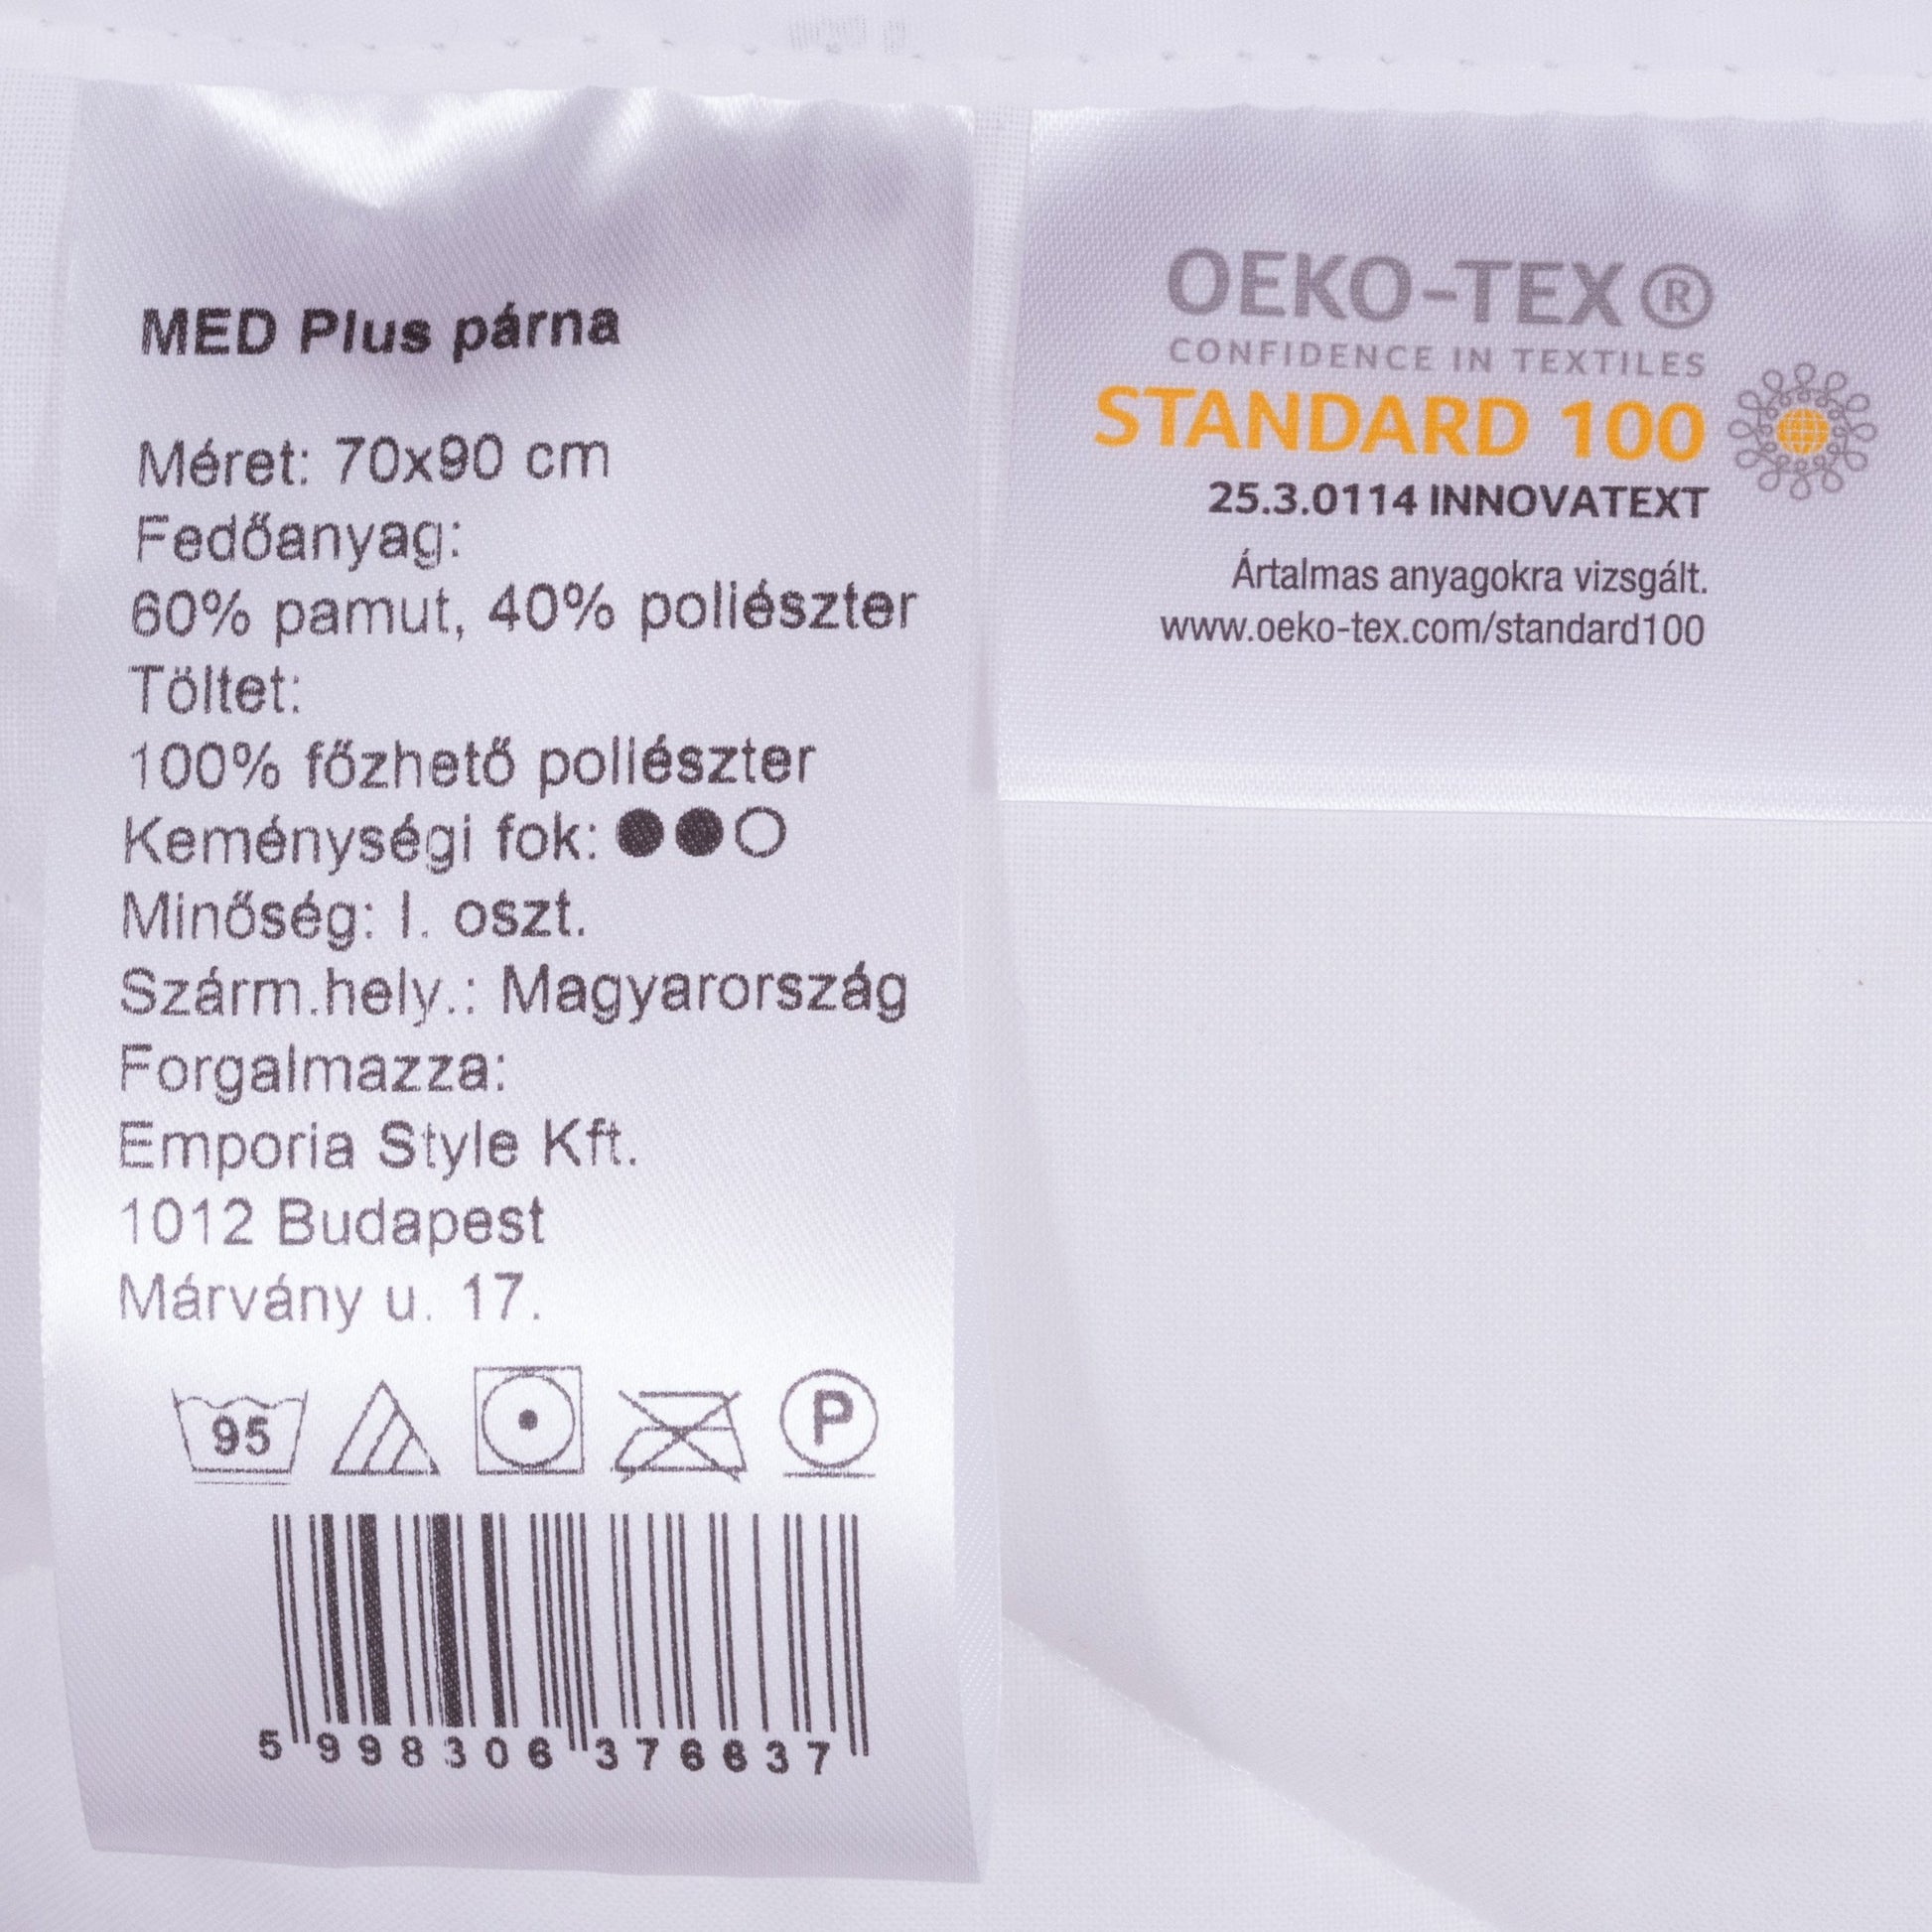 MED Plus párna
Méret: 70x90 cm
Fedőanyag:
60% pamut, 40% poliészter
Töltet:
100% főzhető poliészter
Keménységi fok: ●●○
Minőség: I. oszt.
Szárm.hely.: Magyarország
Forgalmazza:
Emporia Style Kft.
1012 Budapest
Márvány u. 17.
95
P
5 998306 376637
OEKO-TEX®
CONFIDENCE IN TEXTILES
STANDARD 100
25.3.0114 INNOVATEXT
Ártalmas anyagokra vizsgált.
www.oeko-tex.com/standard100